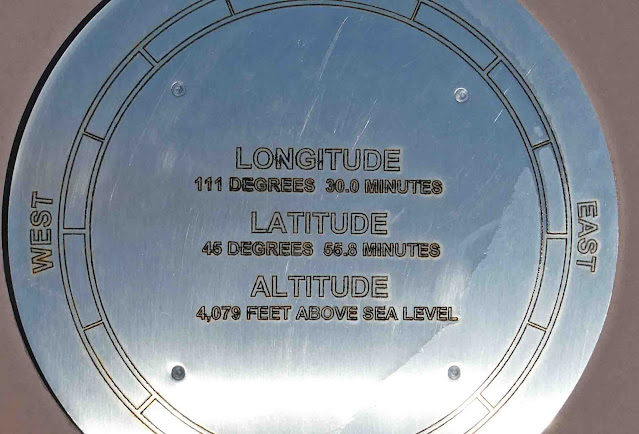 LONGITUDE
111 DEGREES 30.0 MINUTES
WEST
LATITUDE
45 DEGREES 55.8 MINUTES
EAST
ALTITUDE
4,079 FEET ABOVE SEA LEVEL